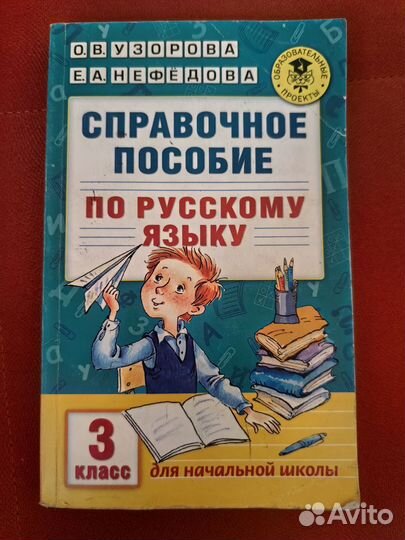 О.В. УЗОРОВА
Е.А. НЕФЁДОВА
ОБРАЗОВАТЕЛЬНЫЕ ПРОЕКТЫ
СПРАВОЧНОЕ
ПОСОБИЕ
ПО РУССКОМУ
ЯЗЫКУ
3
КЛАСС
для начальной школы
Avito